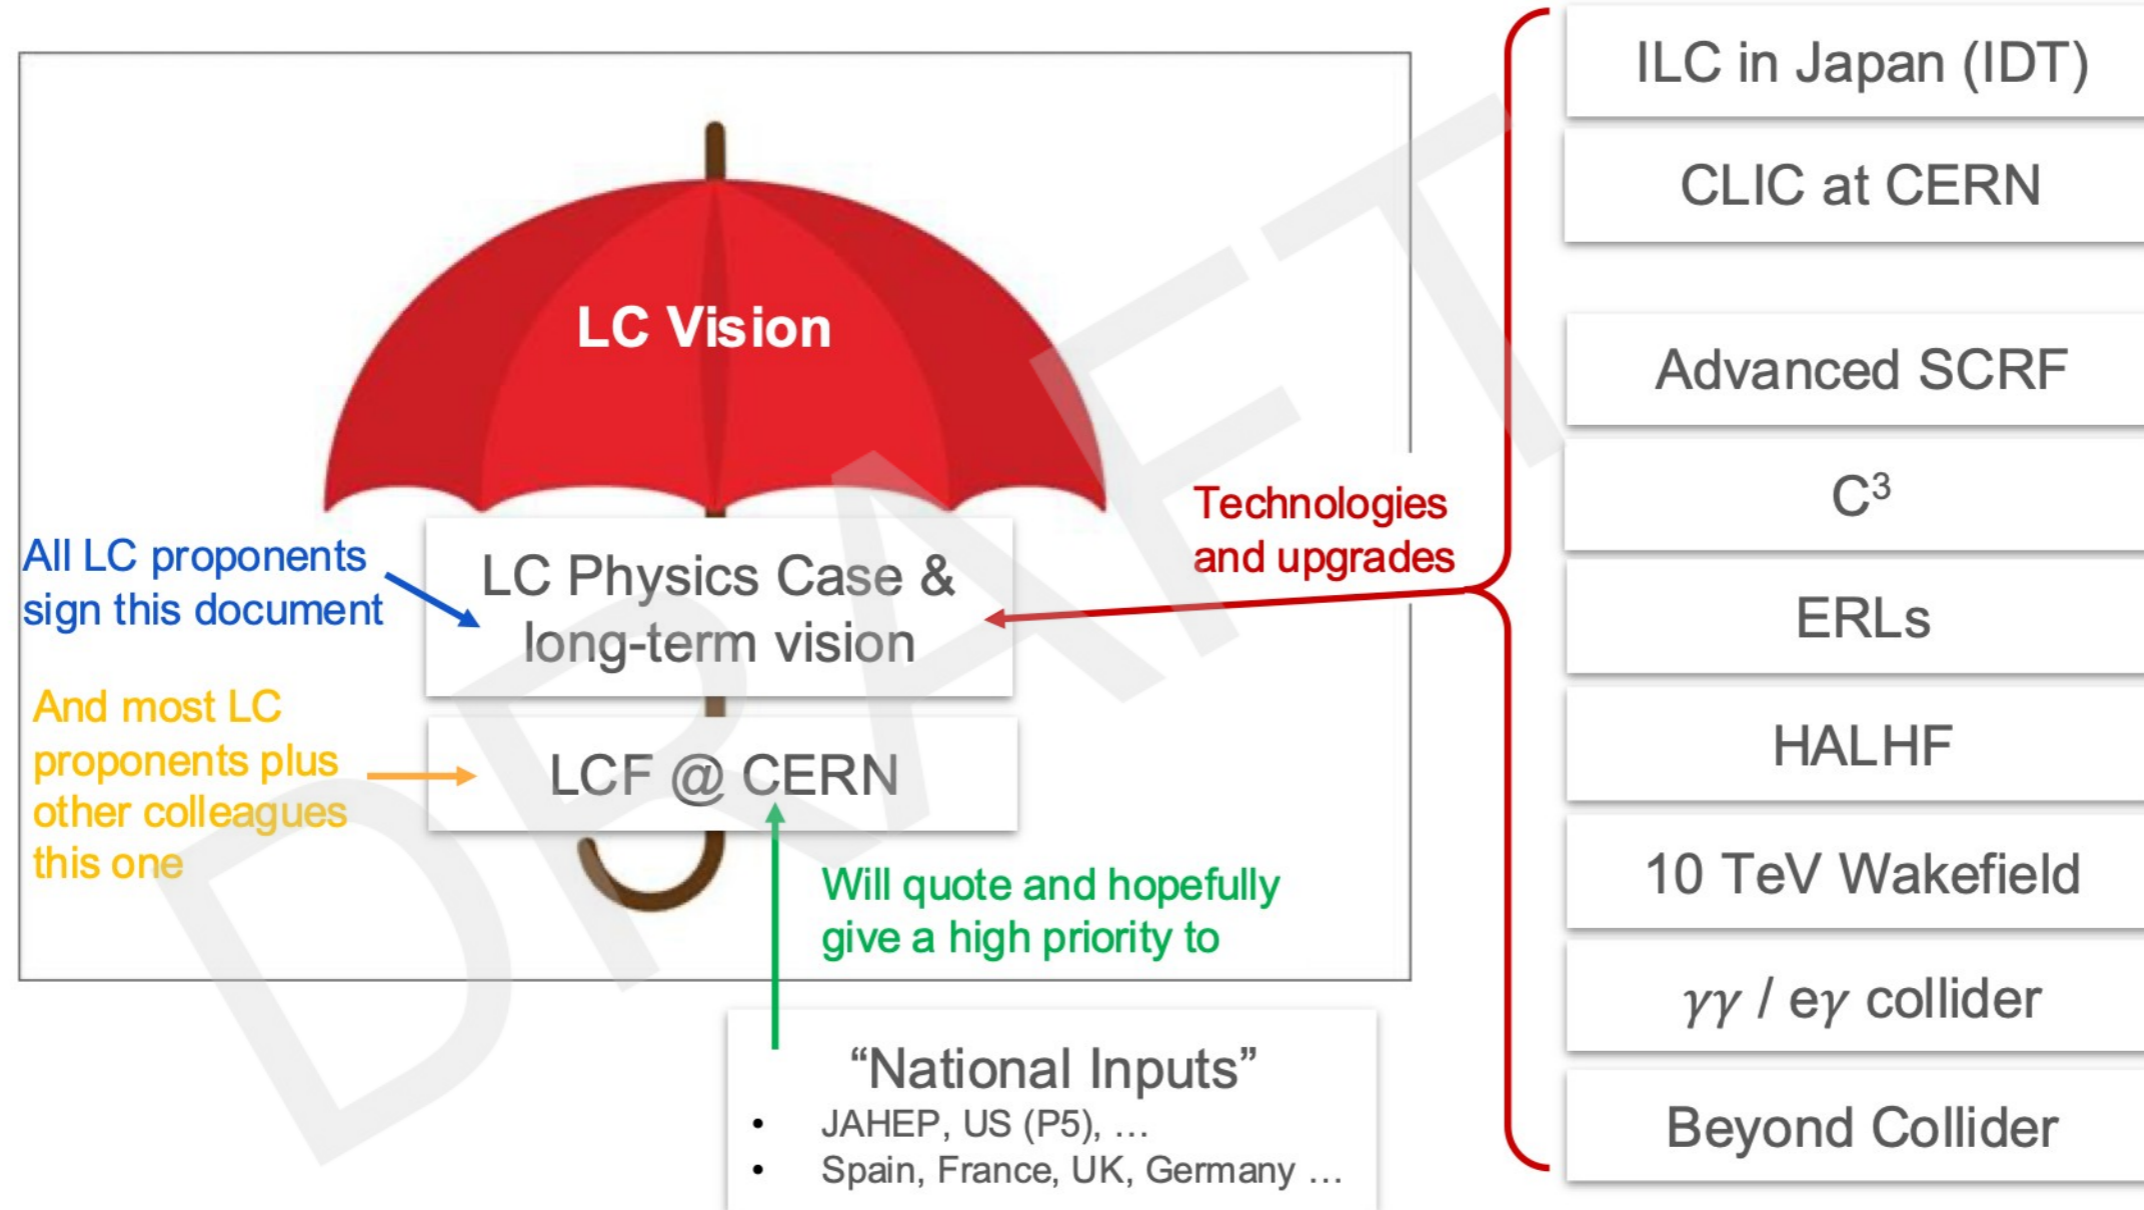 LC Vision
All LC proponents
sign this document
LC Physics Case &
long-term vision
And most LC
proponents plus
other colleagues
this one
LCF @ CERN
Will quote and hopefully
give a high priority to
“National Inputs”
• JAHEP, US (P5), ...
• Spain, France, UK, Germany ...
Technologies
and upgrades
ILC in Japan (IDT)
CLIC at CERN
Advanced SCRF
C³
ERLs
HALHF
10 TeV Wakefield
γγ / eγ collider
Beyond Collider
DRAFT